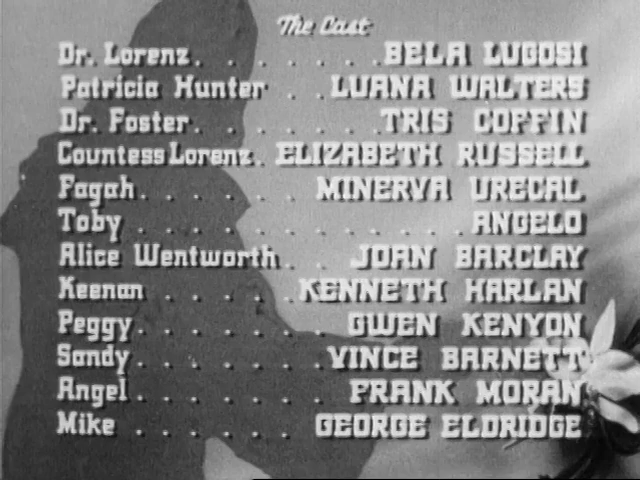 The Cast
Dr. Lorenz. . . . . . .BELA LUGOSI
Patricia Hunter . .LUANA WALTERS
Dr. Foster. . . . . . .TRIS COFFIN
Countess Lorenz. ELIZABETH RUSSELL
Fagah. . . . . . MINERVA URECAL
Toby . . . . . . . . . . . .ANGELO
Alice Wentworth. . JOAN BARCLAY
Keenan . . . . .KENNETH HARLAN
Peggy. . . . . . . GWEN KENYON
Sandy. . . . . . .VINCE BARNETT
Angel. . . . . . . FRANK MORAN
Mike . . . . . . GEORGE ELDRIDGE